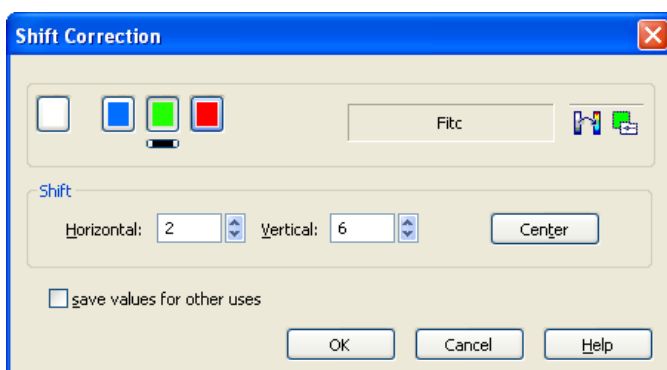 Shift Correction
Fitc
Shift
Horizontal: 2 Vertical: 6 Center
save values for other uses
OK Cancel Help